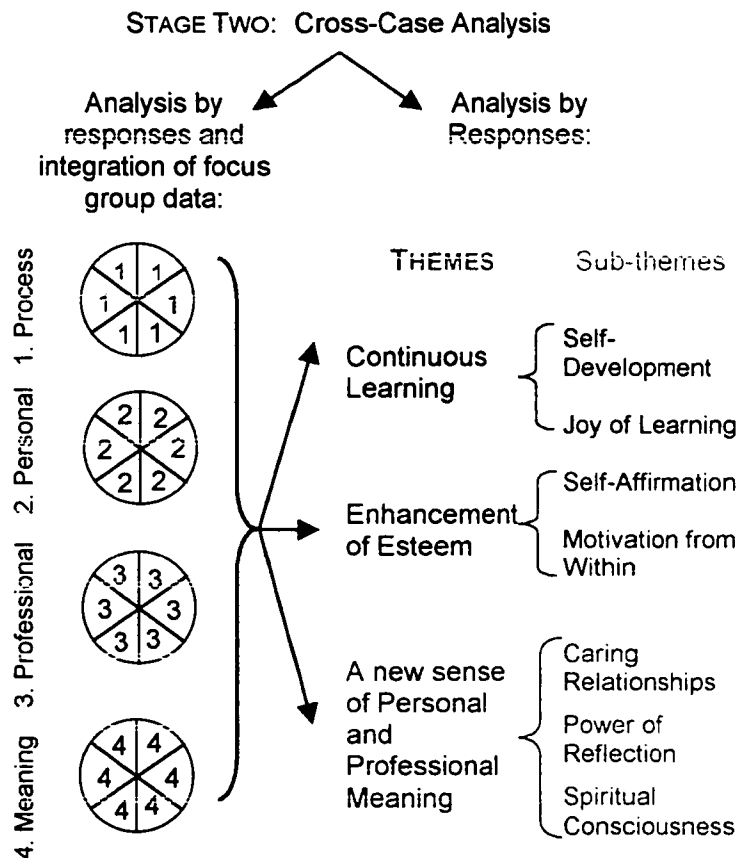 STAGE TWO: Cross-Case Analysis
Analysis by
responses and
integration of focus
group data:
Analysis by
Responses:
1. Process
1 1
1 1
1 1
2. Personal
2 2
2 2
2 2
3. Professional
3 3
3 3
3 3
4. Meaning
4 4
4 4
4 4
THEMES
Sub-themes
Continuous
Learning
Self-
Development
Joy of Learning
Enhancement
of Esteem
Self-Affirmation
Motivation from
Within
A new sense
of Personal
and
Professional
Meaning
Caring
Relationships
Power of
Reflection
Spiritual
Consciousness